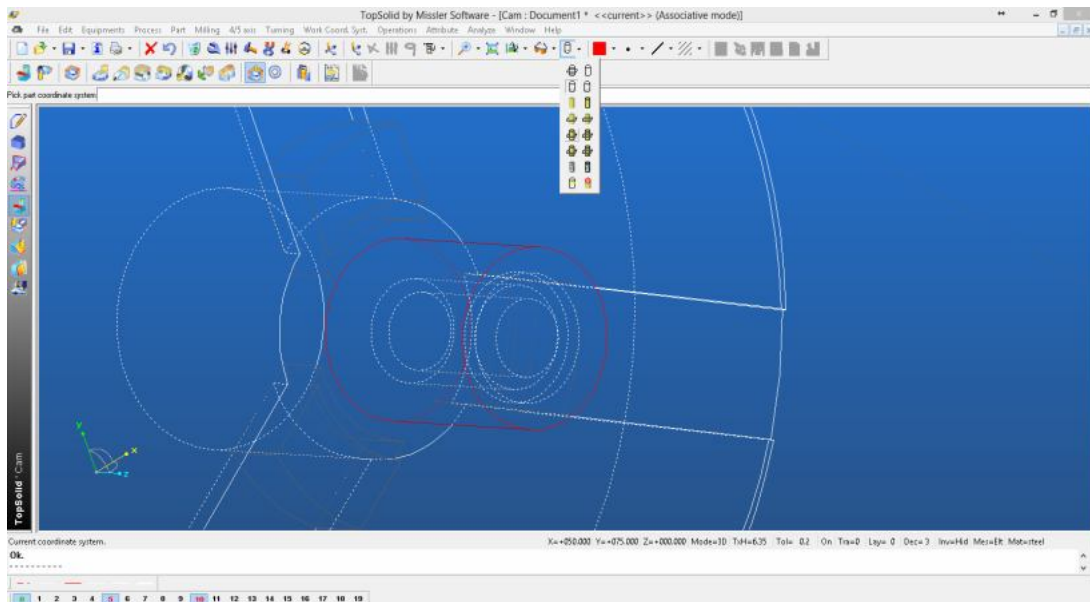 TopSolid by Missler Software - [Cam : Document1 * <<current>> (Associative mode)]
File Edit Equipments Process Part Milling 4/5 axis Turning Work Coord. Syst. Operations Attribute Analyze Window Help
Pick part coordinate system:
y
x
z
TopSolid'Cam
Current coordinate system.
X=+050.000 Y=+075.000 Z=+000.000 Mode=3D TxH=6.35 Tol= 0.2 On Tra=0 Lay= 0 Dec= 3 Inv=Hid Mes=Elt Mat=steel
Ok.
----------
0 1 2 3 4 5 6 7 8 9 10 11 12 13 14 15 16 17 18 19